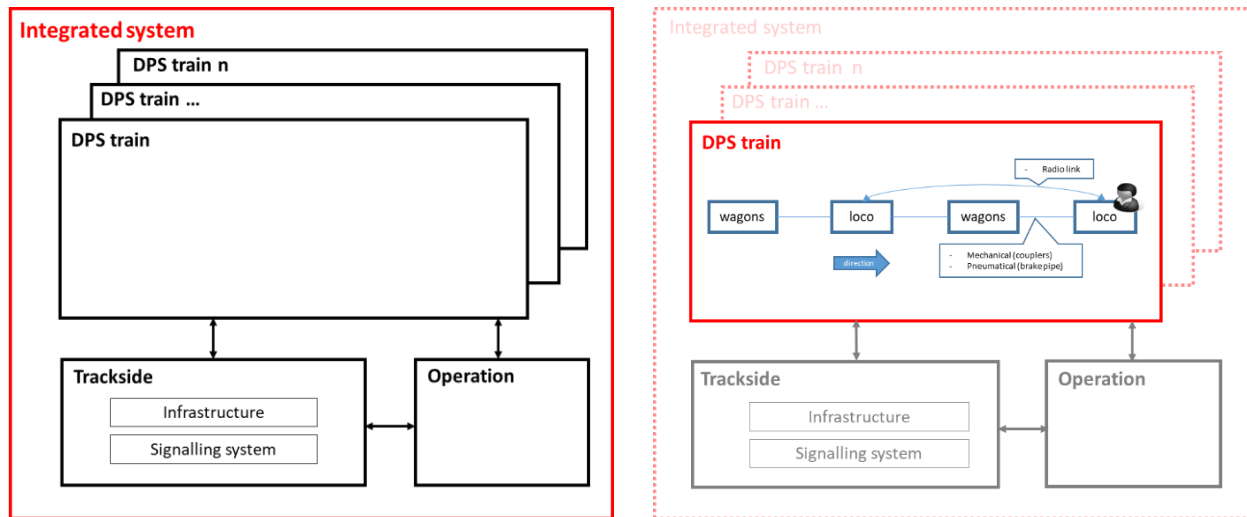 Integrated system
DPS train n
DPS train ...
DPS train
Trackside
Infrastructure
Signalling system
Operation
Integrated system
DPS train n
DPS train ...
DPS train
- Radio link
wagons
loco
wagons
loco
direction
- Mechanical (couplers)
- Pneumatical (brake pipe)
Trackside
Infrastructure
Signalling system
Operation